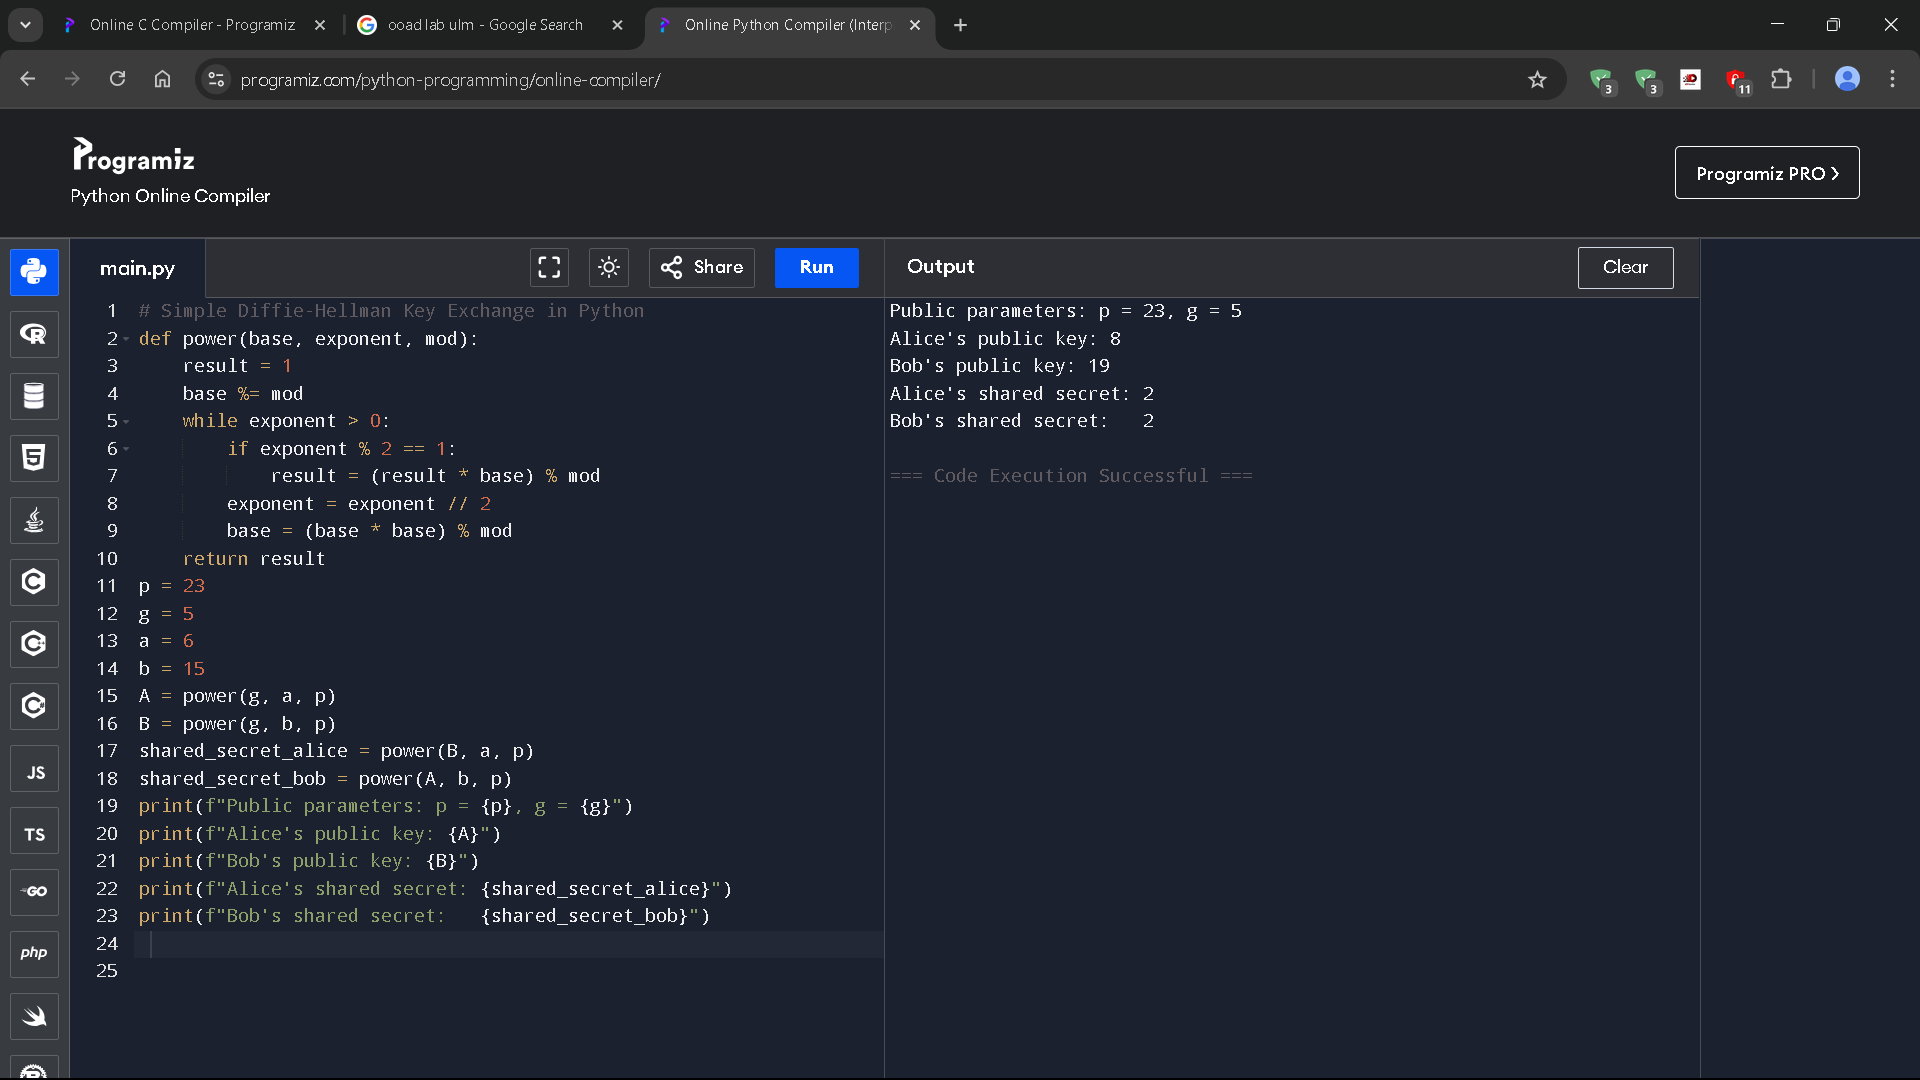 Online C Compiler - Programiz
ooad lab ulm - Google Search
Online Python Compiler (Interp
programiz.com/python-programming/online-compiler/
3
3
11
Programiz
Python Online Compiler
Programiz PRO
main.py
Share
Run
Output
Clear
1 # Simple Diffie-Hellman Key Exchange in Python
2 def power(base, exponent, mod):
3     result = 1
4     base %= mod
5     while exponent > 0:
6         if exponent % 2 == 1:
7             result = (result * base) % mod
8         exponent = exponent // 2
9         base = (base * base) % mod
10     return result
11 p = 23
12 g = 5
13 a = 6
14 b = 15
15 A = power(g, a, p)
16 B = power(g, b, p)
17 shared_secret_alice = power(B, a, p)
18 shared_secret_bob = power(A, b, p)
19 print(f"Public parameters: p = {p}, g = {g}")
20 print(f"Alice's public key: {A}")
21 print(f"Bob's public key: {B}")
22 print(f"Alice's shared secret: {shared_secret_alice}")
23 print(f"Bob's shared secret:   {shared_secret_bob}")
24
25
Public parameters: p = 23, g = 5
Alice's public key: 8
Bob's public key: 19
Alice's shared secret: 2
Bob's shared secret:   2
=== Code Execution Successful ===
R
5
C
C
C
JS
TS
GO
php